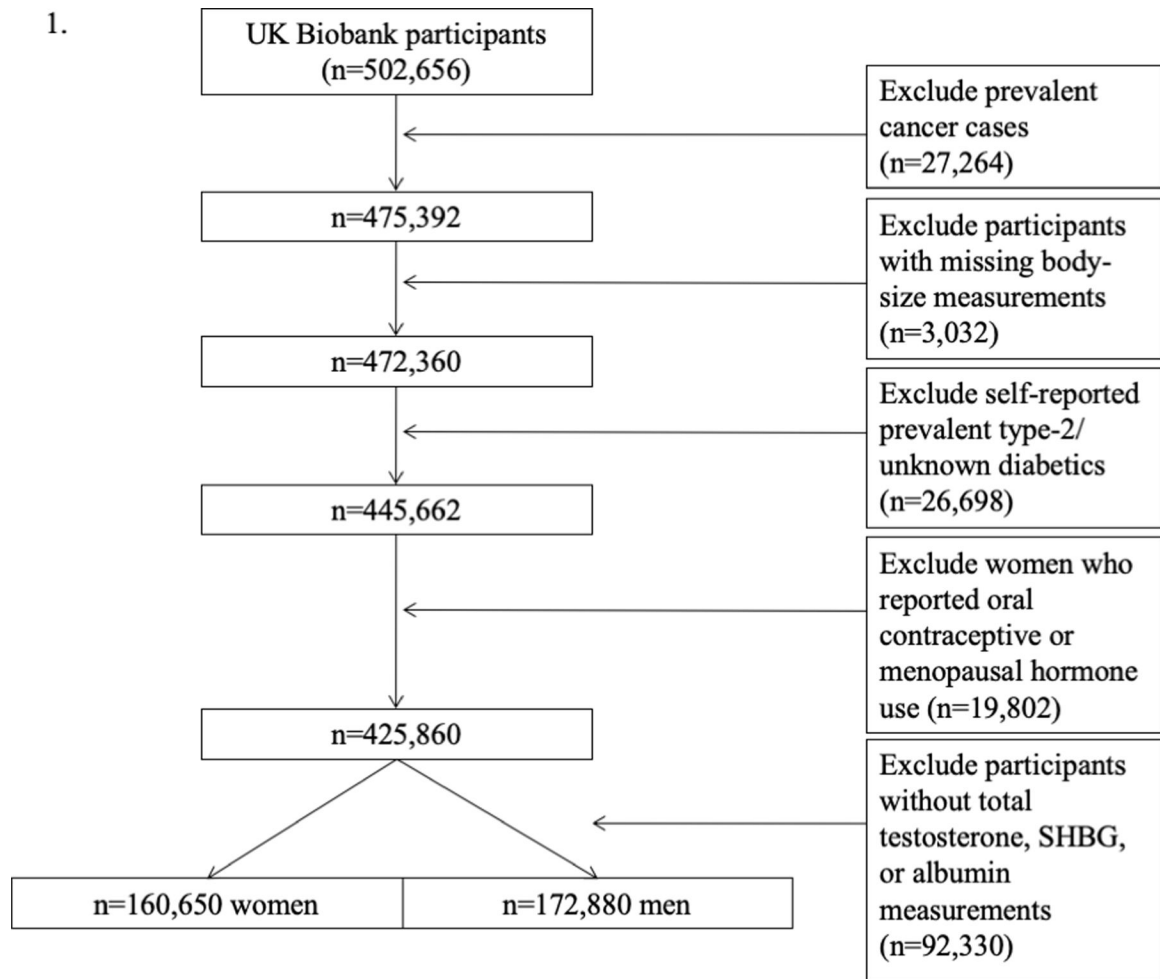 1.
UK Biobank participants
(n=502,656)
Exclude prevalent
cancer cases
(n=27,264)
n=475,392
Exclude participants
with missing body-
size measurements
(n=3,032)
n=472,360
Exclude self-reported
prevalent type-2/
unknown diabetics
(n=26,698)
n=445,662
Exclude women who
reported oral
contraceptive or
menopausal hormone
use (n=19,802)
n=425,860
Exclude participants
without total
testosterone, SHBG,
or albumin
measurements
(n=92,330)
n=160,650 women
n=172,880 men